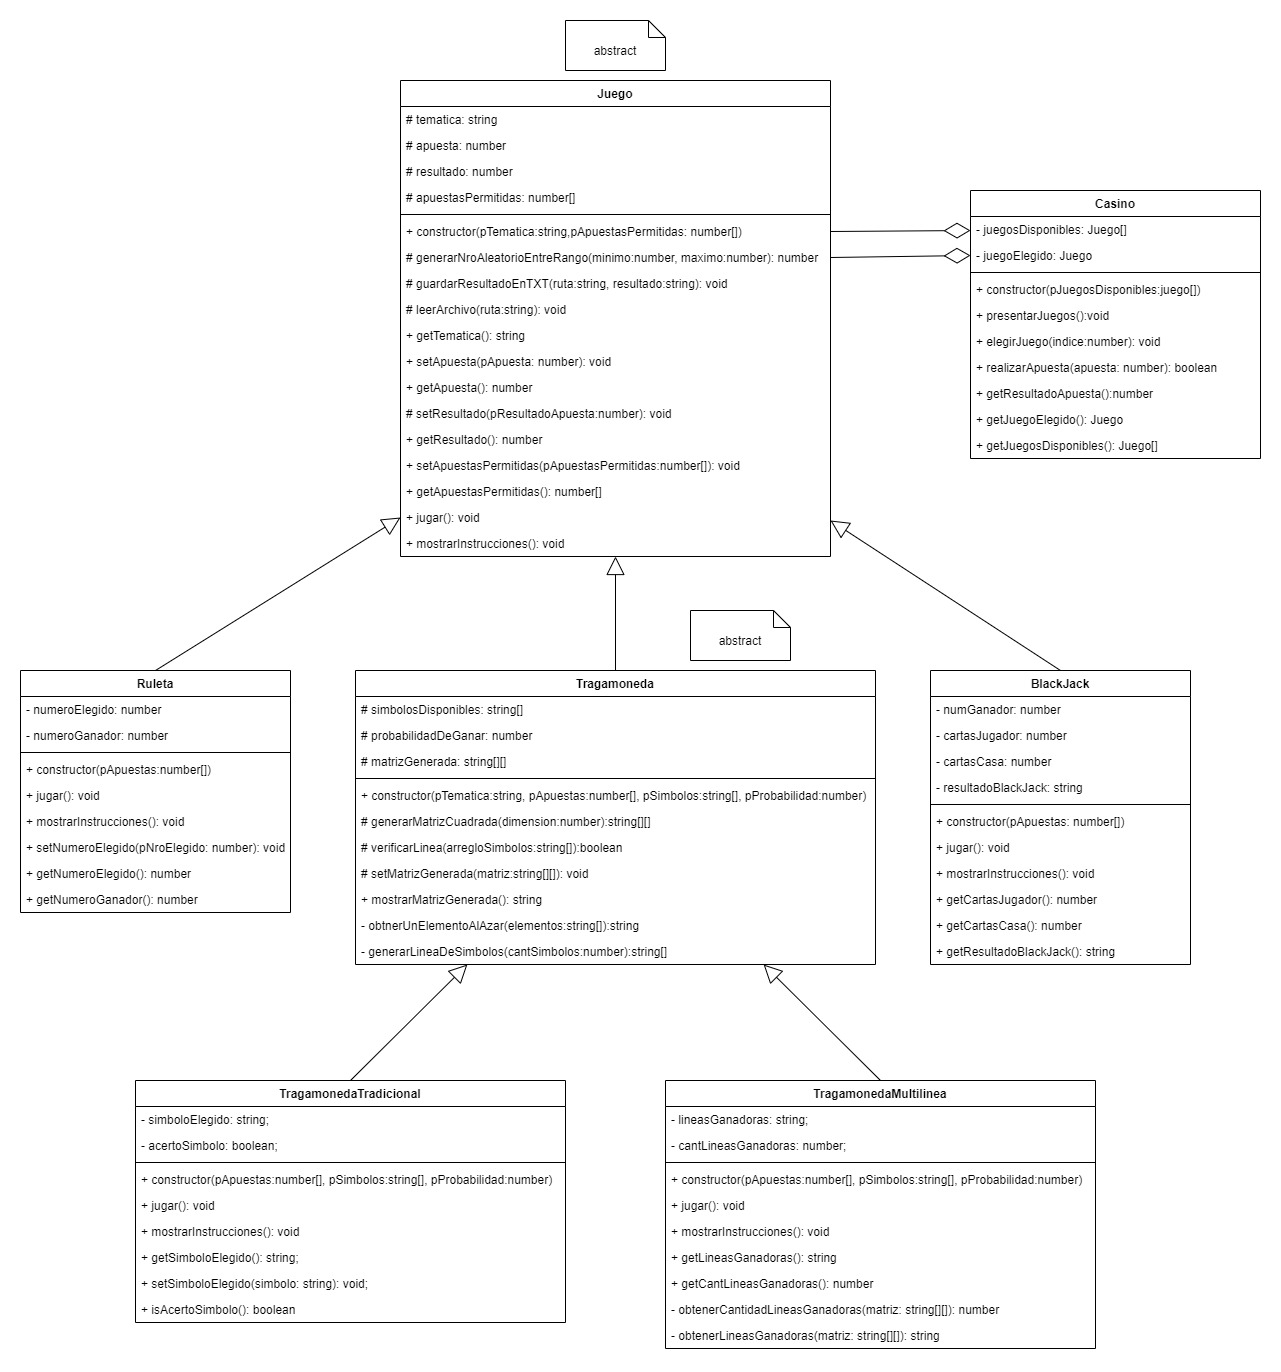 abstract
Juego
# tematica: string
# apuesta: number
# resultado: number
# apuestasPermitidas: number[]
+ constructor(pTematica:string,pApuestasPermitidas: number[])
# generarNroAleatorioEntreRango(minimo:number, maximo:number): number
# guardarResultadoEnTXT(ruta:string, resultado:string): void
# leerArchivo(ruta:string): void
+ getTematica(): string
+ setApuesta(pApuesta: number): void
+ getApuesta(): number
# setResultado(pResultadoApuesta:number): void
+ getResultado(): number
+ setApuestasPermitidas(pApuestasPermitidas:number[]): void
+ getApuestasPermitidas(): number[]
+ jugar(): void
+ mostrarInstrucciones(): void
Casino
- juegosDisponibles: Juego[]
- juegoElegido: Juego
+ constructor(pJuegosDisponibles:juego[])
+ presentarJuegos():void
+ elegirJuego(indice:number): void
+ realizarApuesta(apuesta: number): boolean
+ getResultadoApuesta():number
+ getJuegoElegido(): Juego
+ getJuegosDisponibles(): Juego[]
Ruleta
- numeroElegido: number
- numeroGanador: number
+ constructor(pApuestas:number[])
+ jugar(): void
+ mostrarInstrucciones(): void
+ setNumeroElegido(pNroElegido: number): void
+ getNumeroElegido(): number
+ getNumeroGanador(): number
abstract
Tragamoneda
# simbolosDisponibles: string[]
# probabilidadDeGanar: number
# matrizGenerada: string[][]
+ constructor(pTematica:string, pApuestas:number[], pSimbolos:string[], pProbabilidad:number)
# generarMatrizCuadrada(dimension:number):string[][]
# verificarLinea(arregloSimbolos:string[]):boolean
# setMatrizGenerada(matriz:string[][]): void
+ mostrarMatrizGenerada(): string
- obtnerUnElementoAlAzar(elementos:string[]):string
- generarLineaDeSimbolos(cantSimbolos:number):string[]
BlackJack
- numGanador: number
- cartasJugador: number
- cartasCasa: number
- resultadoBlackJack: string
+ constructor(pApuestas: number[])
+ jugar(): void
+ mostrarInstrucciones(): void
+ getCartasJugador(): number
+ getCartasCasa(): number
+ getResultadoBlackJack(): string
TragamonedaTradicional
- simboloElegido: string;
- acertoSimbolo: boolean;
+ constructor(pApuestas:number[], pSimbolos:string[], pProbabilidad:number)
+ jugar(): void
+ mostrarInstrucciones(): void
+ getSimboloElegido(): string;
+ setSimboloElegido(simbolo: string): void;
+ isAcertoSimbolo(): boolean
TragamonedaMultilinea
- lineasGanadoras: string;
- cantLineasGanadoras: number;
+ constructor(pApuestas:number[], pSimbolos:string[], pProbabilidad:number)
+ jugar(): void
+ mostrarInstrucciones(): void
+ getLineasGanadoras(): string
+ getCantLineasGanadoras(): number
- obtenerCantidadLineasGanadoras(matriz: string[][]): number
- obtenerLineasGanadoras(matriz: string[][]): string